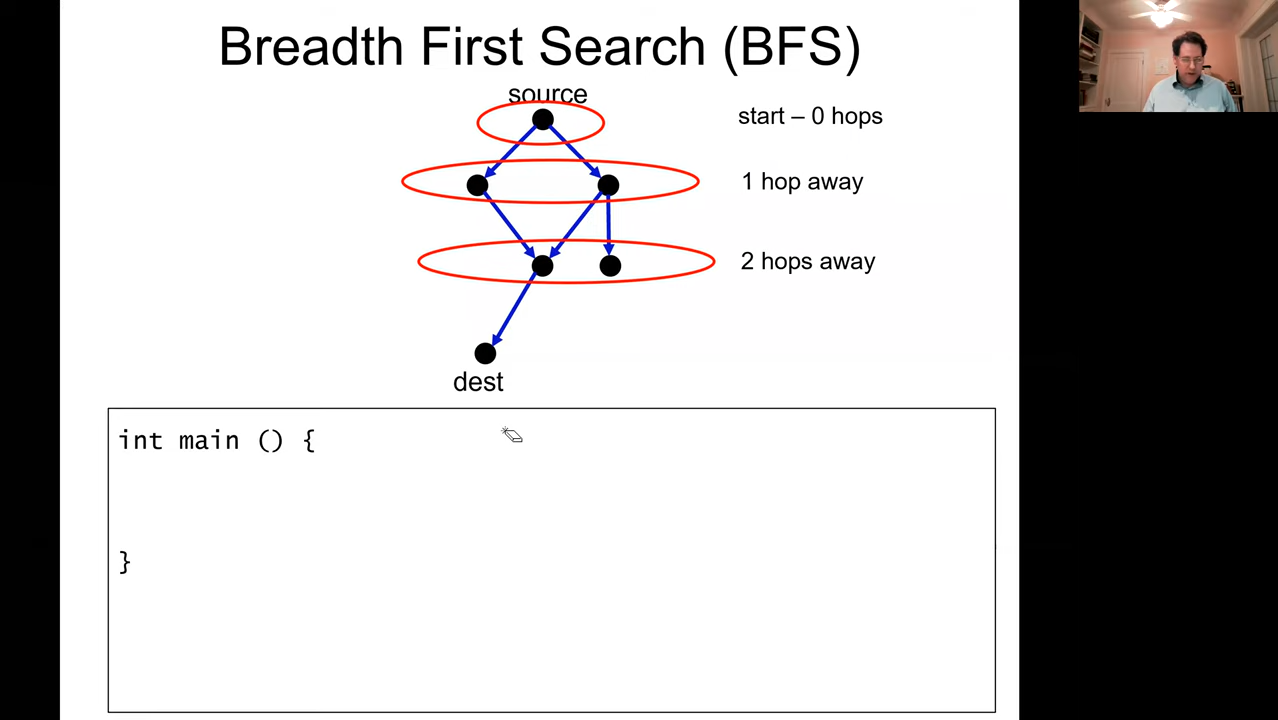 Breadth First Search (BFS)
source
start – 0 hops
1 hop away
2 hops away
dest
int main () {
}